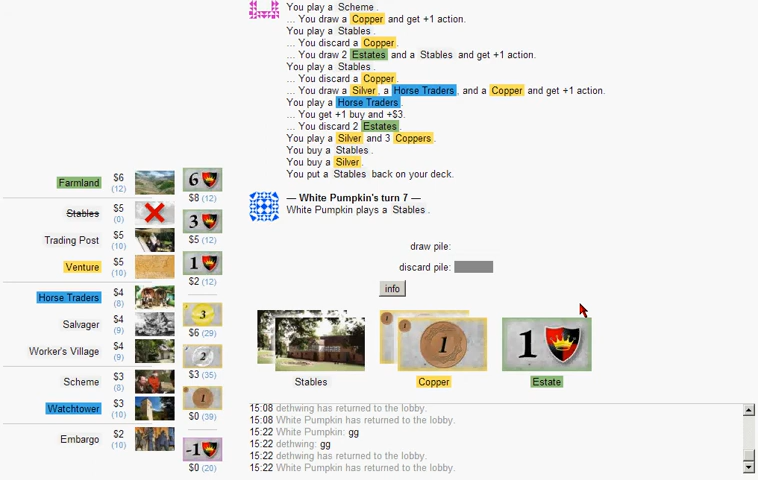 You play a Scheme.
... You draw a Copper and get +1 action.
You play a Stables.
... You discard a Copper.
... You draw 2 Estates and a Stables and get +1 action.
You play a Stables.
... You discard a Copper.
... You draw a Silver, a Horse Traders, and a Copper and get +1 action.
You play a Horse Traders.
... You get +1 buy and +$3.
... You discard 2 Estates.
You play a Silver and 3 Coppers.
You buy a Stables.
You buy a Silver.
You put a Stables back on your deck.
— White Pumpkin's turn 7 —
White Pumpkin plays a Stables.
Farmland $6 (12) 6 $8 (12)
Stables $5 (0) 3 $5 (12)
Trading Post $5 (10)
Venture $5 (10) 1 $2 (12)
Horse Traders $4 (8) 3 $6 (29)
Salvager $4 (9)
Worker's Village $4 (9) 2 $3 (35)
Scheme $3 (8)
Watchtower $3 (10) 1 $0 (39)
Embargo $2 (10) -1 $0 (20)
draw pile:
discard pile:
info
1 1 1 1
Stables Copper Estate
15:08 dethwing has returned to the lobby.
15:08 White Pumpkin has returned to the lobby.
15:22 White Pumpkin: gg
15:22 dethwing: gg
15:22 dethwing has returned to the lobby.
15:22 White Pumpkin has returned to the lobby.